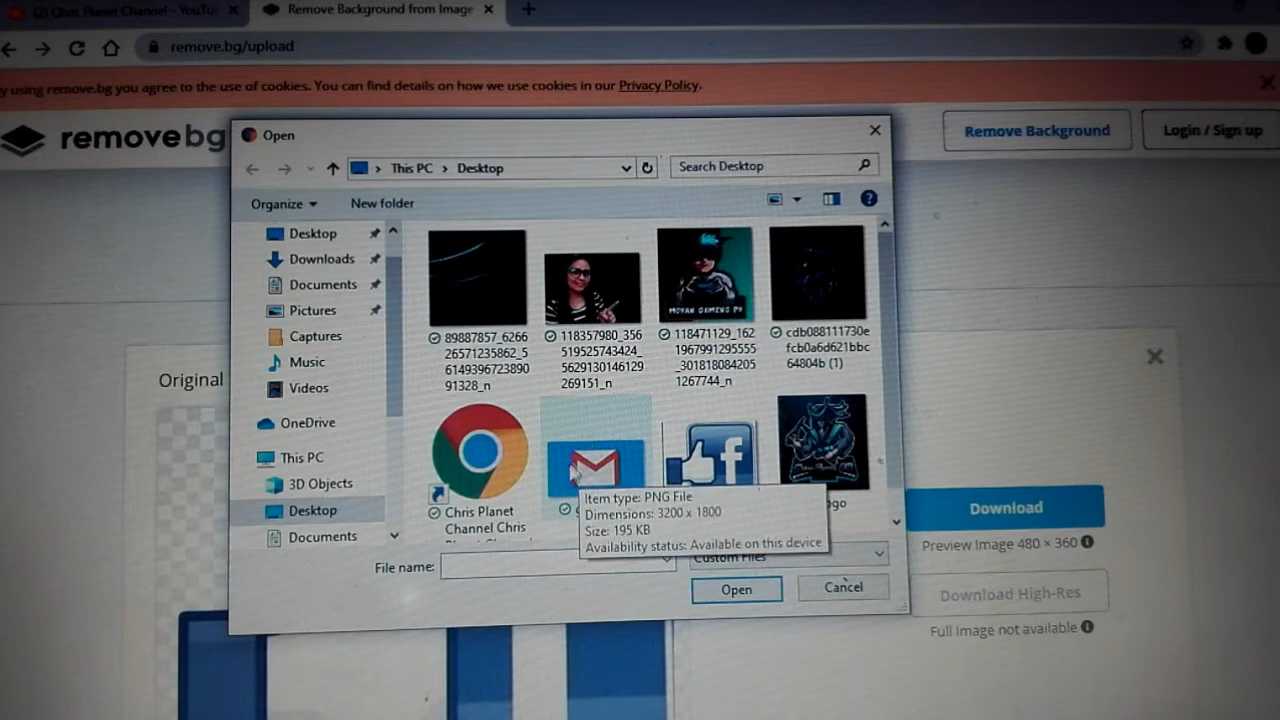 (2) Chris Planet Channel - YouTu
Remove Background from Image
remove.bg/upload
y using remove.bg you agree to the use of cookies. You can find details on how we use cookies in our Privacy Policy.
removebg
Remove Background
Login / Sign up
Open
This PC > Desktop
Search Desktop
Organize
New folder
Desktop
Downloads
Documents
Pictures
Captures
Music
Videos
OneDrive
This PC
3D Objects
Desktop
Documents
MOYAN GAMING PH
89887857_6266
26571235862_5
6149396723890
91328_n
118357980_356
519525743424_
5629130146129
269151_n
118471129_162
1967991295555
_301818084205
1267744_n
cdb088111730e
fcb0a6d621bbc
64804b (1)
Chris Planet
Channel Chris
ogo
Item type: PNG File
Dimensions: 3200 x 1800
Size: 195 KB
Availability status: Available on this device
File name:
Custom Files
Open
Cancel
Original
Download
Preview Image 480 × 360
Download High-Res
Full Image not available